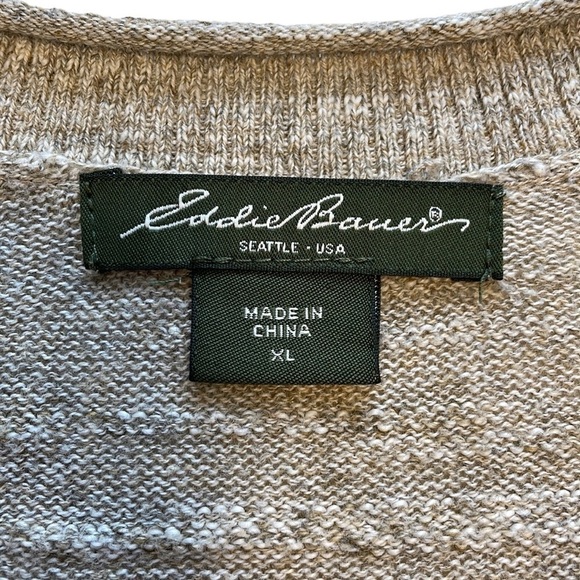 Eddie Bauer®
SEATTLE · USA
MADE IN
CHINA
XL